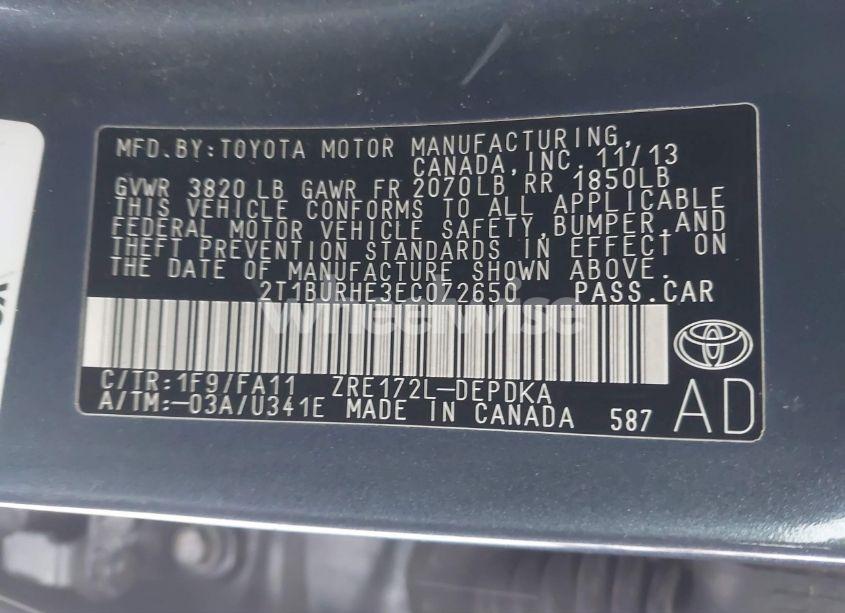 MFD.BY:TOYOTA MOTOR MANUFACTURING,
CANADA,INC. 11/13
GVWR 3820 LB GAWR FR 2070LB,RR 1850LB
THIS VEHICLE CONFORMS TO ALL APPLICABLE
FEDERAL MOTOR VEHICLE SAFETY,BUMPER,AND
THEFT PREVENTION STANDARDS IN EFFECT ON
THE DATE OF MANUFACTURE SHOWN ABOVE.
2T1BURHE3EC072650 PASS.CAR
Wheelwise
C/TR:1F9/FA11 ZRE172L-DEPDKA
A/TM:-03A/U341E MADE IN CANADA 587 AD